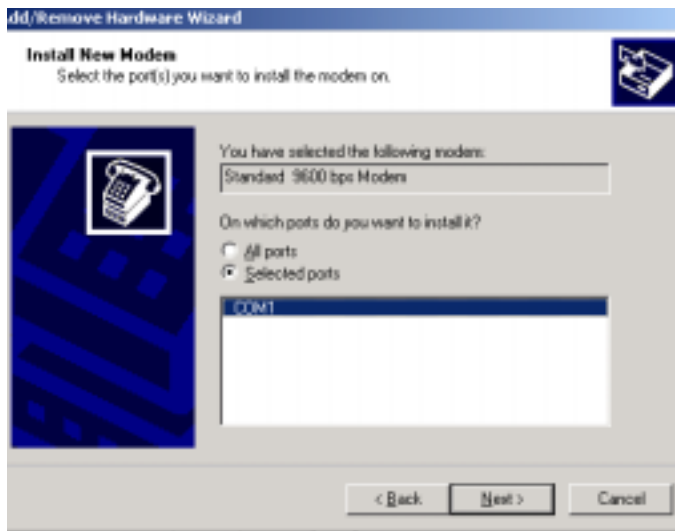 dd/Remove Hardware Wizard
Install New Modem
Select the port(s) you want to install the modem on.
You have selected the following modem:
Standard 9600 bps Modem
On which ports do you want to install it?
All ports
Selected ports
COM1
< Back Next > Cancel